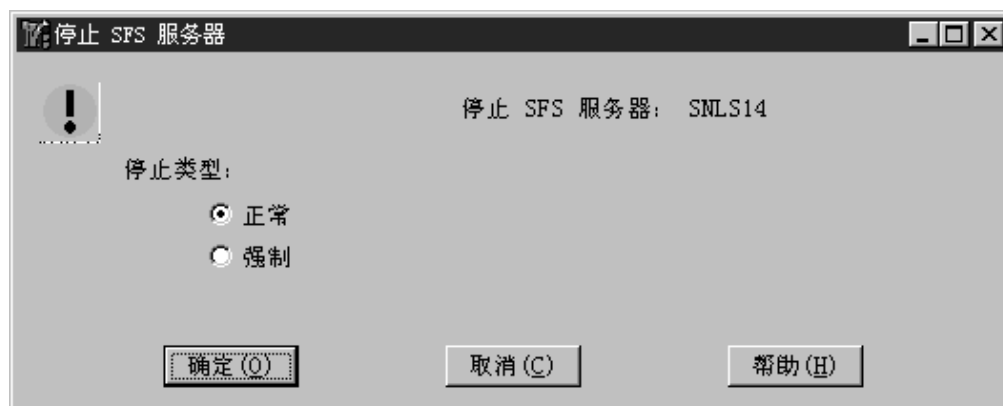 停止 SFS 服务器
停止 SFS 服务器: SNLS14
停止类型:
正常
强制
确定(O) 取消(C) 帮助(H)